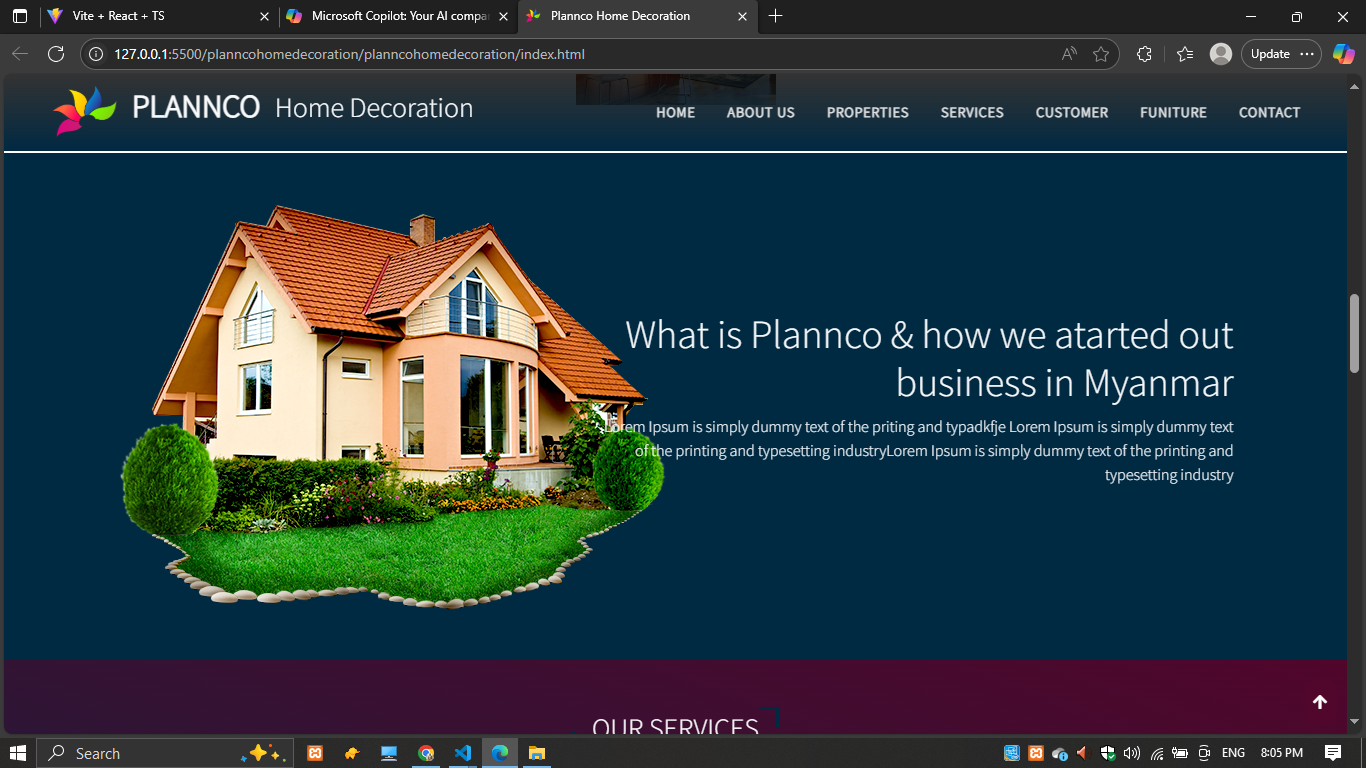 Vite + React + TS
Microsoft Copilot: Your AI compa
Plannco Home Decoration
127.0.0.1:5500/planncohomedecoration/planncohomedecoration/index.html
Update
PLANNCO Home Decoration
HOME ABOUT US PROPERTIES SERVICES CUSTOMER FUNITURE CONTACT
What is Plannco & how we atarted out
business in Myanmar
Lorem Ipsum is simply dummy text of the priting and typadkfje Lorem Ipsum is simply dummy text
of the printing and typesetting industryLorem Ipsum is simply dummy text of the printing and
typesetting industry
OUR SERVICES
Search
ENG
8:05 PM